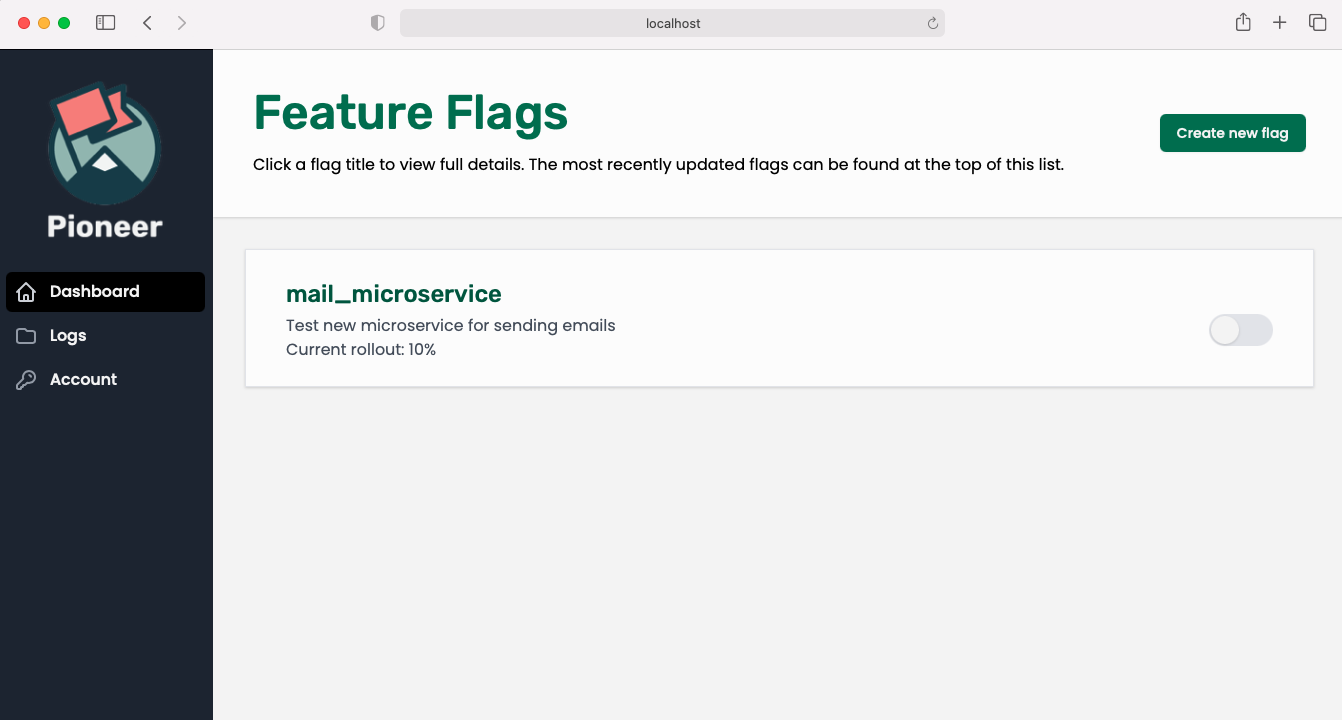 localhost
Pioneer
Dashboard
Logs
Account
Feature Flags
Click a flag title to view full details. The most recently updated flags can be found at the top of this list.
Create new flag
mail_microservice
Test new microservice for sending emails
Current rollout: 10%